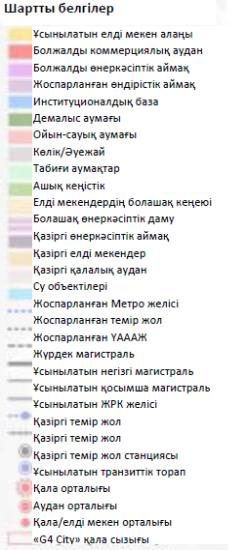 Шартты белгілер
Ұсынылатын елді мекен алаңы
Болжалды коммерциялық аудан
Болжалды өнеркәсіптік аймақ
Жоспарланған өндірістік аймақ
Институционалдық база
Демалыс аумағы
Ойын-сауық аумағы
Көлік/Әуежай
Табиғи аумақтар
Ашық кеңістік
Елді мекендердің болашақ кеңеюі
Болашақ өнеркәсіптік даму
Қазіргі өнеркәсіптік аймақ
Қазіргі елді мекендер
Қазіргі қалалық аудан
Су объектілері
Жоспарланған Метро желісі
Жоспарланған темір жол
Жоспарланған ҮАААЖ
Жүрдек магистраль
Ұсынылатын негізгі магистраль
Ұсынылатын қосымша магистраль
Ұсынылатын ЖРК желісі
Қазіргі темір жол
Қазіргі темір жол
Қазіргі темір жол станциясы
Ұсынылатын транзиттік торап
Қала орталығы
Аудан орталығы
Қала/елді мекен орталығы
«G4 City» қала сызығы